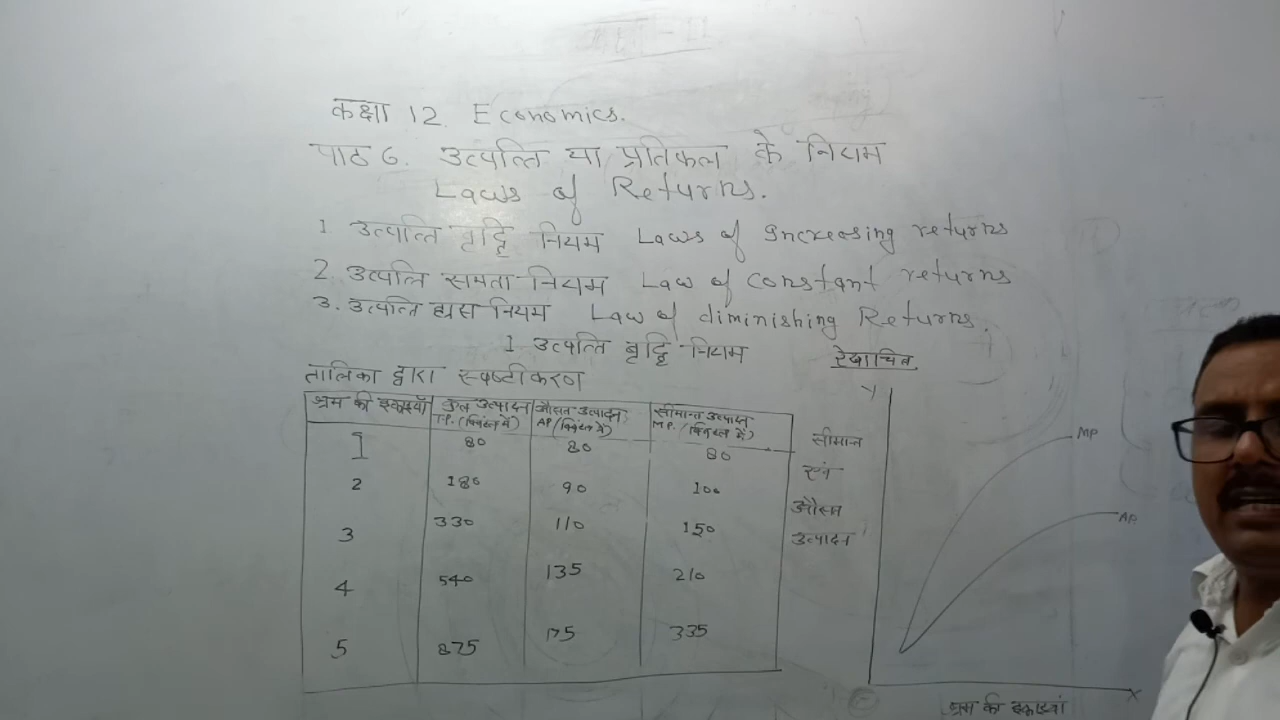 कक्षा 12. Economics.
पाठ 6. उत्पत्ति या प्रतिफल के नियम
Laws of Returns.
1 उत्पत्ति बृद्धि नियम Laws of Increasing returns
2. उत्पत्ति समता नियम Law of Constant returns
3. उत्पत्ति ह्रास नियम Law of diminishing Returns.
1 उत्पत्ति बृद्धि नियम
रेखाचित्र
तालिका द्वारा स्पष्टीकरण
श्रम की इकाइयाँ कुल उत्पादन T.P. (क्विंटल में) औसत उत्पादन AP (क्विंटल में) सीमान्त उत्पादन M.P. (क्विंटल में)
1 80 80 80
2 180 90 100
3 330 110 150
4 540 135 210
5 875 175 335
Y
सीमान्त
एवं
औसत
उत्पादन
MP
AP
X
श्रम की इकाइयां